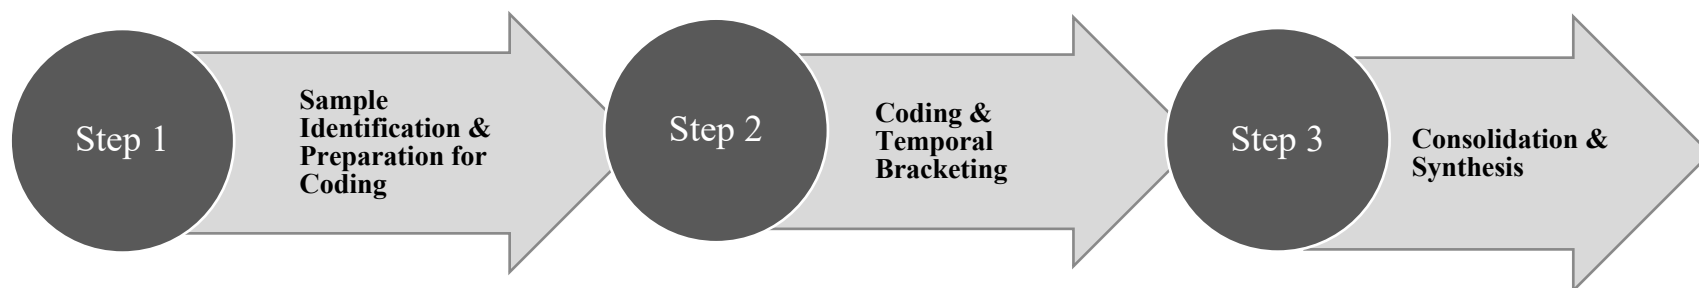 Step 1
Sample
Identification &
Preparation for
Coding
Step 2
Coding &
Temporal
Bracketing
Step 3
Consolidation &
Synthesis